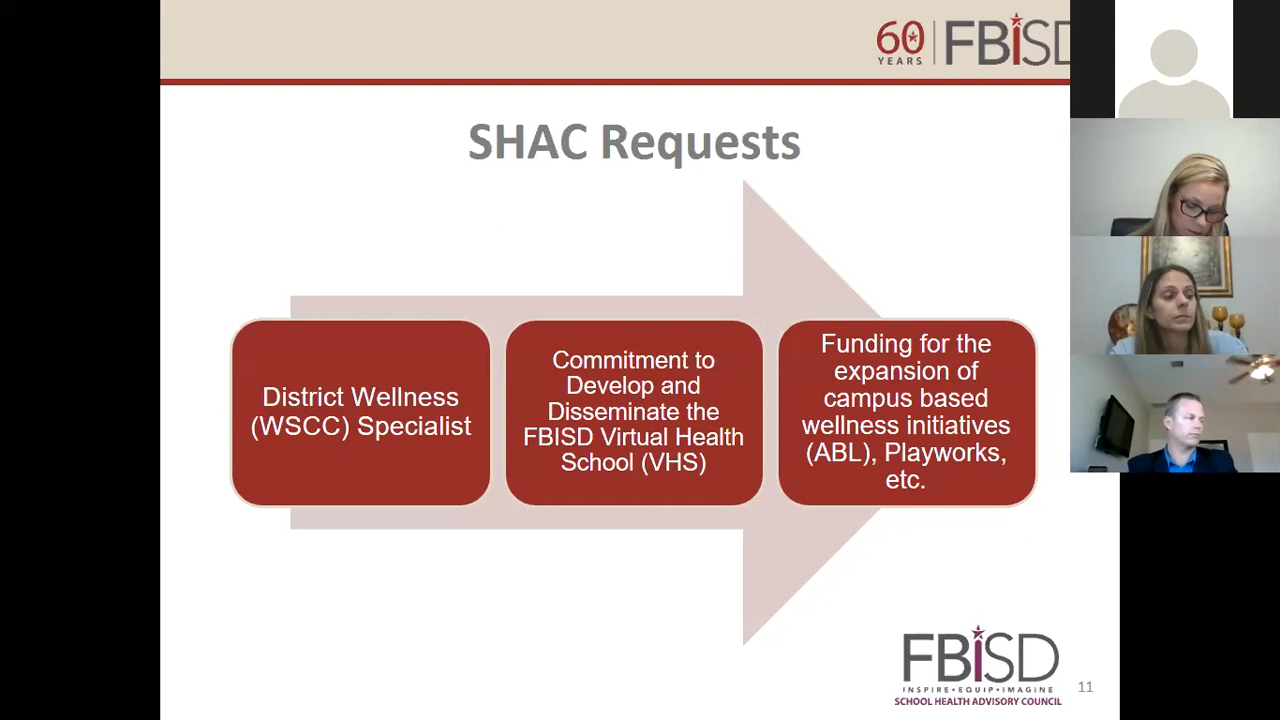 60 YEARS FBiSD
SHAC Requests
District Wellness
(WSCC) Specialist
Commitment to
Develop and
Disseminate the
FBISD Virtual Health
School (VHS)
Funding for the
expansion of
campus based
wellness initiatives
(ABL), Playworks,
etc.
FBiSD
INSPIRE•EQUIP•IMAGINE
SCHOOL HEALTH ADVISORY COUNCIL
11